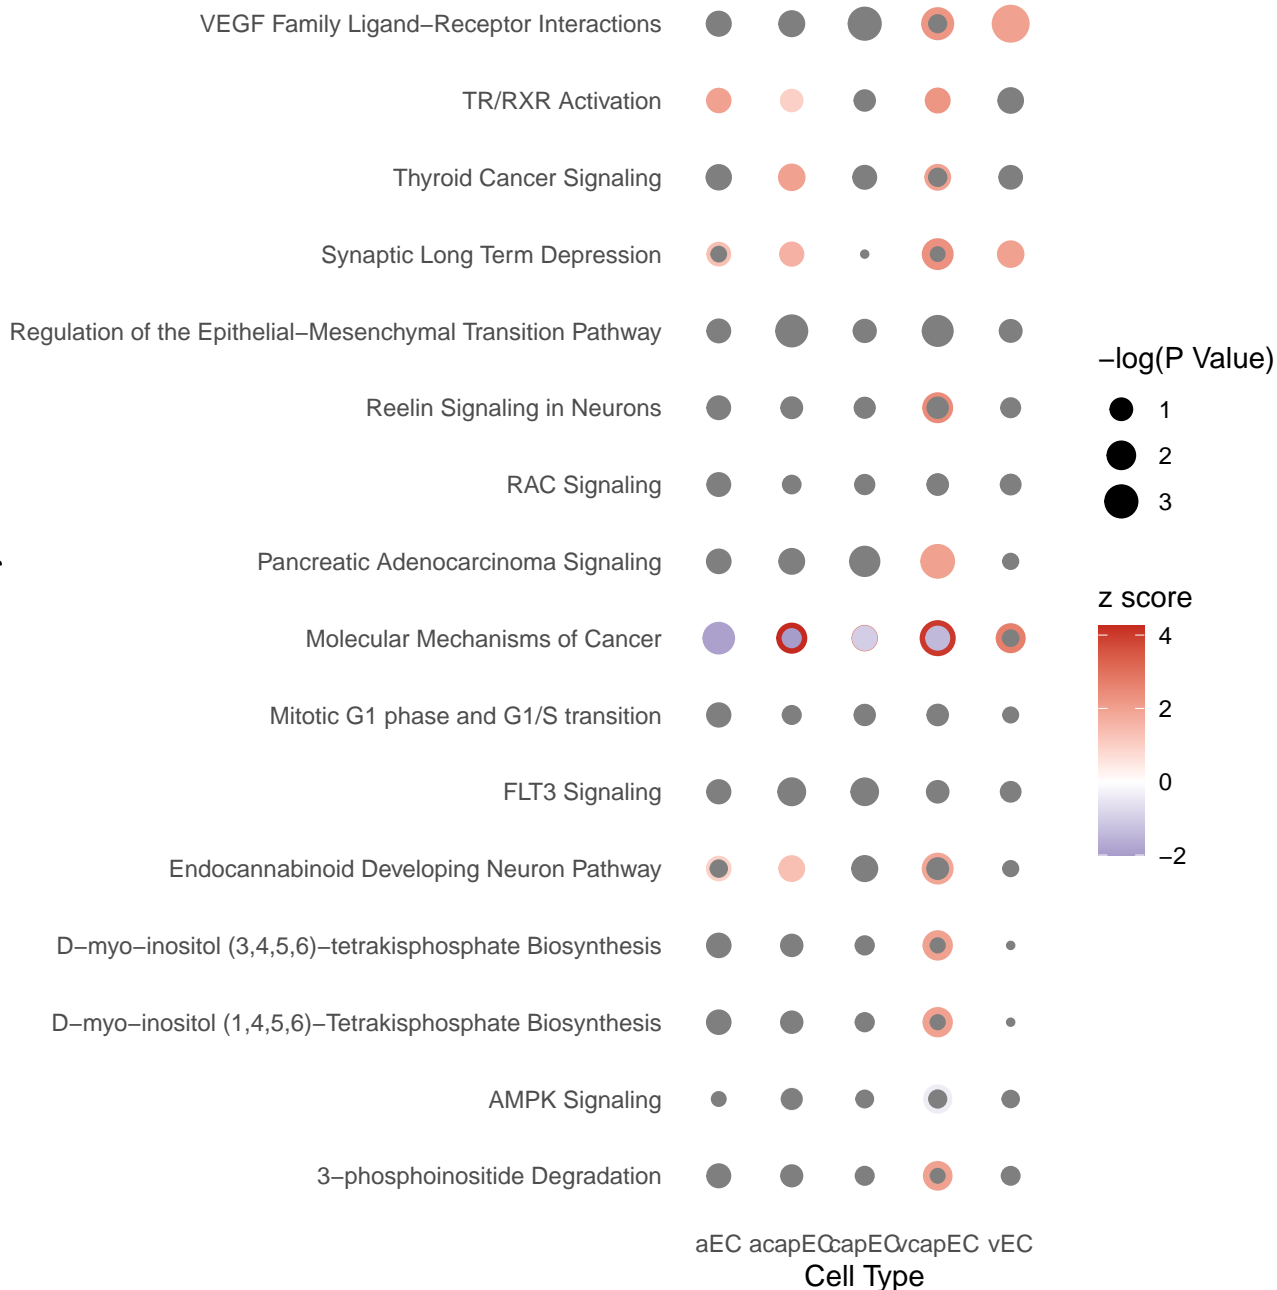 VEGF Family Ligand−Receptor Interactions
TR/RXR Activation
Thyroid Cancer Signaling
Synaptic Long Term Depression
Regulation of the Epithelial−Mesenchymal Transition Pathway
Reelin Signaling in Neurons
RAC Signaling
Pancreatic Adenocarcinoma Signaling
Molecular Mechanisms of Cancer
Mitotic G1 phase and G1/S transition
FLT3 Signaling
Endocannabinoid Developing Neuron Pathway
D−myo−inositol (3,4,5,6)−tetrakisphosphate Biosynthesis
D−myo−inositol (1,4,5,6)−Tetrakisphosphate Biosynthesis
AMPK Signaling
3−phosphoinositide Degradation
aEC acapEC capEC vcapEC vEC
Cell Type
−log(P Value)
1
2
3
z score
4
2
0
−2